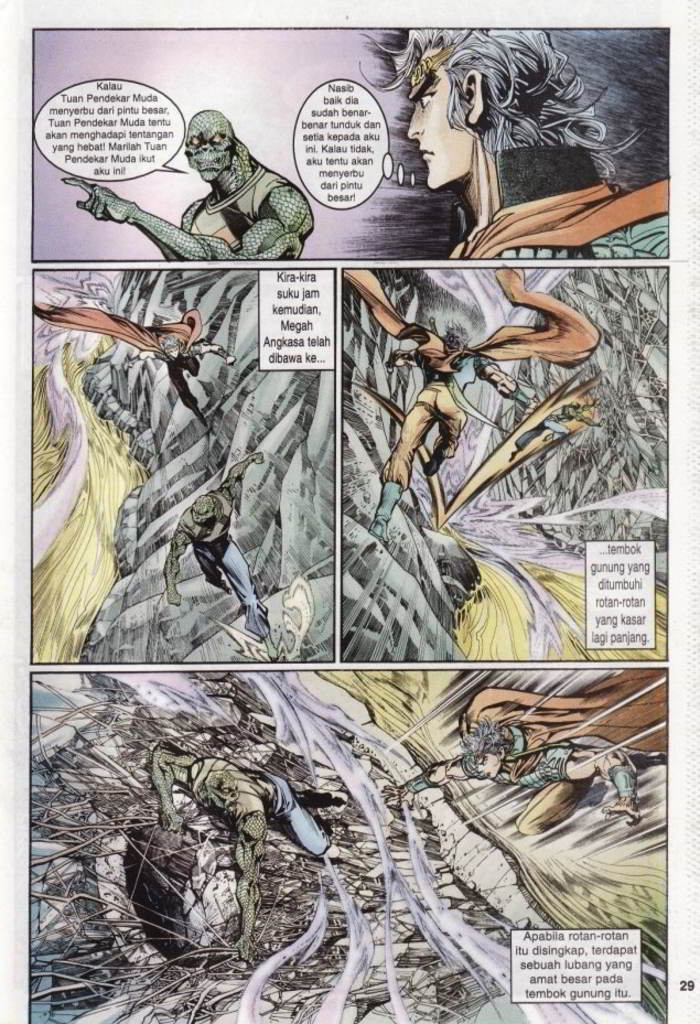 Kalau
Tuan Pendekar Muda
menyerbu dari pintu besar,
Tuan Pendekar Muda tentu
akan menghadapi tentangan
yang hebat! Marilah Tuan
Pendekar Muda ikut
aku ini!
Nasib
baik dia
sudah benar-
benar tunduk dan
setia kepada aku
ini. Kalau tidak,
aku tentu akan
menyerbu
dari pintu
besar!
Kira-kira
suku jam
kemudian,
Megah
Angkasa telah
dibawa ke...
...tembok
gunung yang
ditumbuhi
rotan-rotan
yang kasar
lagi panjang.
Apabila rotan-rotan
itu disingkap, terdapat
sebuah lubang yang
amat besar pada
tembok gunung itu.
29